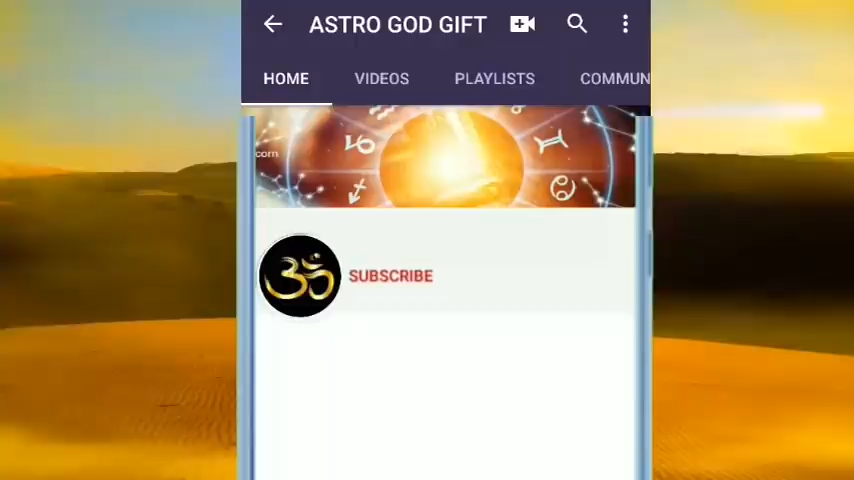 ASTRO GOD GIFT
HOME VIDEOS PLAYLISTS COMMUN
com
ॐ SUBSCRIBE